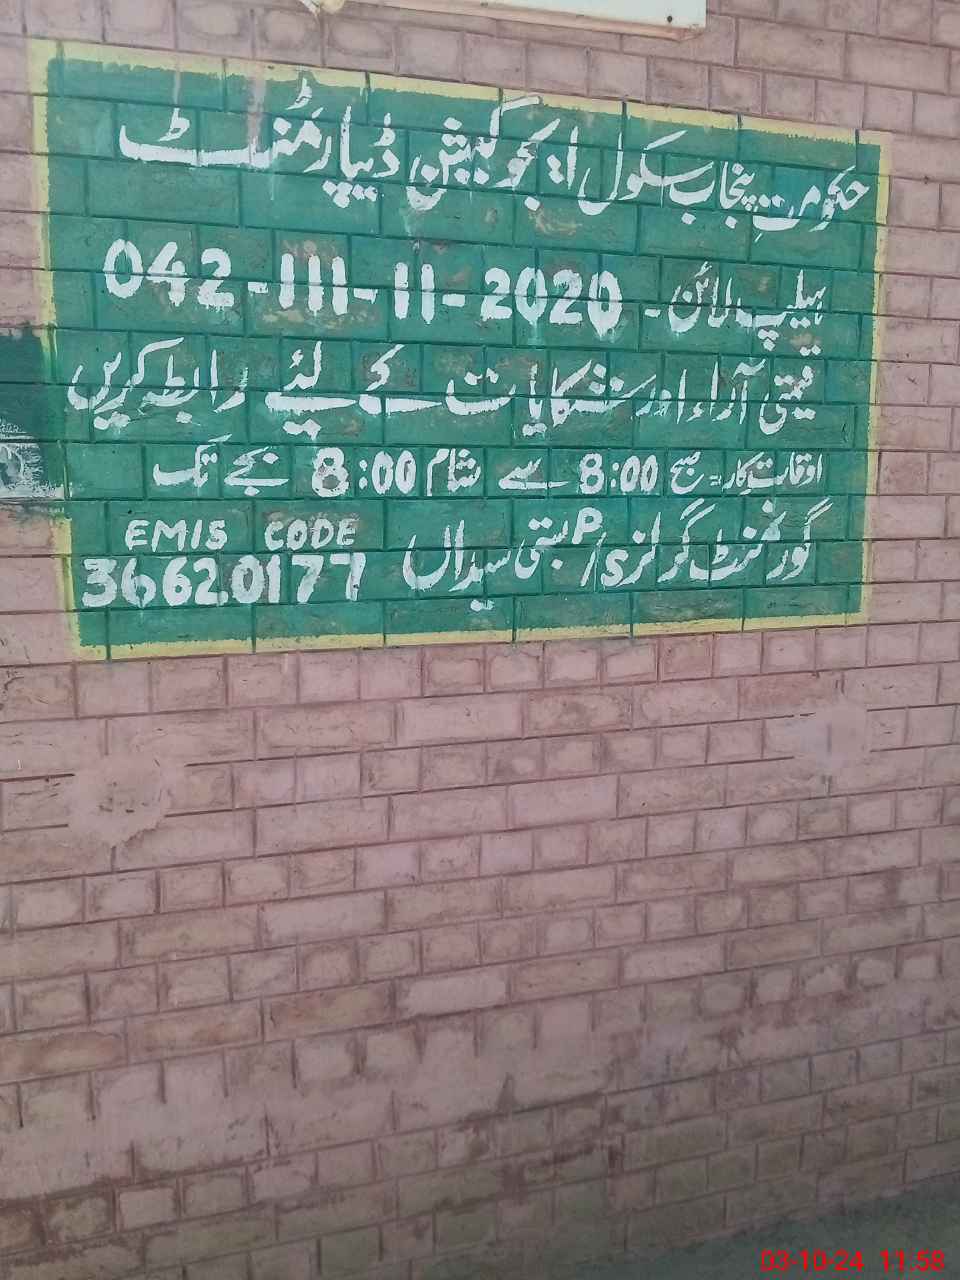 حکومتِ پنجاب سکول ایجوکیشن ڈیپارمنٹ
ہیلپ لائن - 042-111-11-2020
قیمتی آراء اور شکایات کے لئے رابطہ کریں
اوقاتِ کار = صبح 8:00 سے شام 8:00 بجے تک
گورنمنٹ گرلز P/S بستی سیداں
EMIS CODE
36620177
03-10-24 11:58